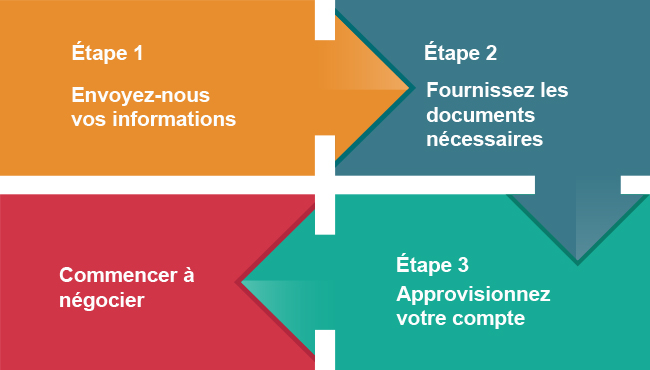 Étape 1
Envoyez-nous
vos informations
Étape 2
Fournissez les
documents
nécessaires
Étape 3
Approvisionnez
votre compte
Commencer à
négocier